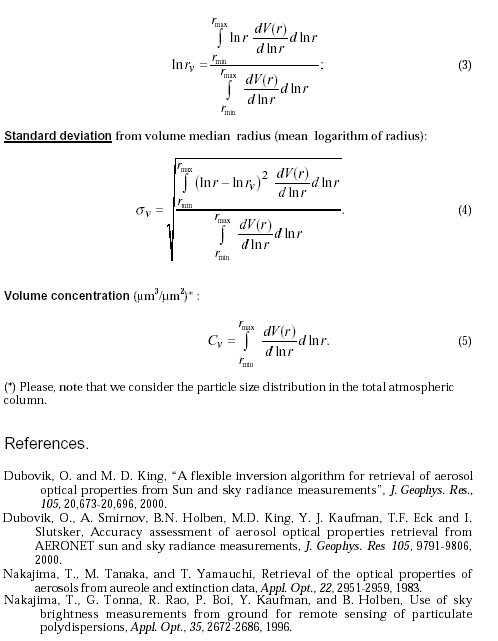 ln r_v = ∫_{r_min}^{r_max} ln r dV(r)/d ln r d ln r / ∫_{r_min}^{r_max} dV(r)/d ln r d ln r ; (3)
Standard deviation from volume median radius (mean logarithm of radius):
σ_v = √( ∫_{r_min}^{r_max} (ln r – ln r_v)^2 dV(r)/d ln r d ln r / ∫_{r_min}^{r_max} dV(r)/d ln r d ln r ). (4)
Volume concentration (μm^3/μm^2)* :
C_v = ∫_{r_min}^{r_max} dV(r)/d ln r d ln r. (5)
(*) Please, note that we consider the particle size distribution in the total atmospheric
column.
References.
Dubovik, O. and M. D. King, “A flexible inversion algorithm for retrieval of aerosol
optical properties from Sun and sky radiance measurements”, J. Geophys. Res.,
105, 20,673-20,696, 2000.
Dubovik, O., A. Smirnov, B.N. Holben, M.D. King, Y. J. Kaufman, T.F. Eck and I.
Slutsker, Accuracy assessment of aerosol optical properties retrieval from
AERONET sun and sky radiance measurements, J. Geophys. Res 105, 9791-9806,
2000.
Nakajima, T., M. Tanaka, and T. Yamauchi, Retrieval of the optical properties of
aerosols from aureole and extinction data, Appl. Opt., 22, 2951-2959, 1983.
Nakajima, T., G. Tonna, R. Rao, P. Boi, Y. Kaufman, and B. Holben, Use of sky
brightness measurements from ground for remote sensing of particulate
polydispersions, Appl. Opt., 35, 2672-2686, 1996.